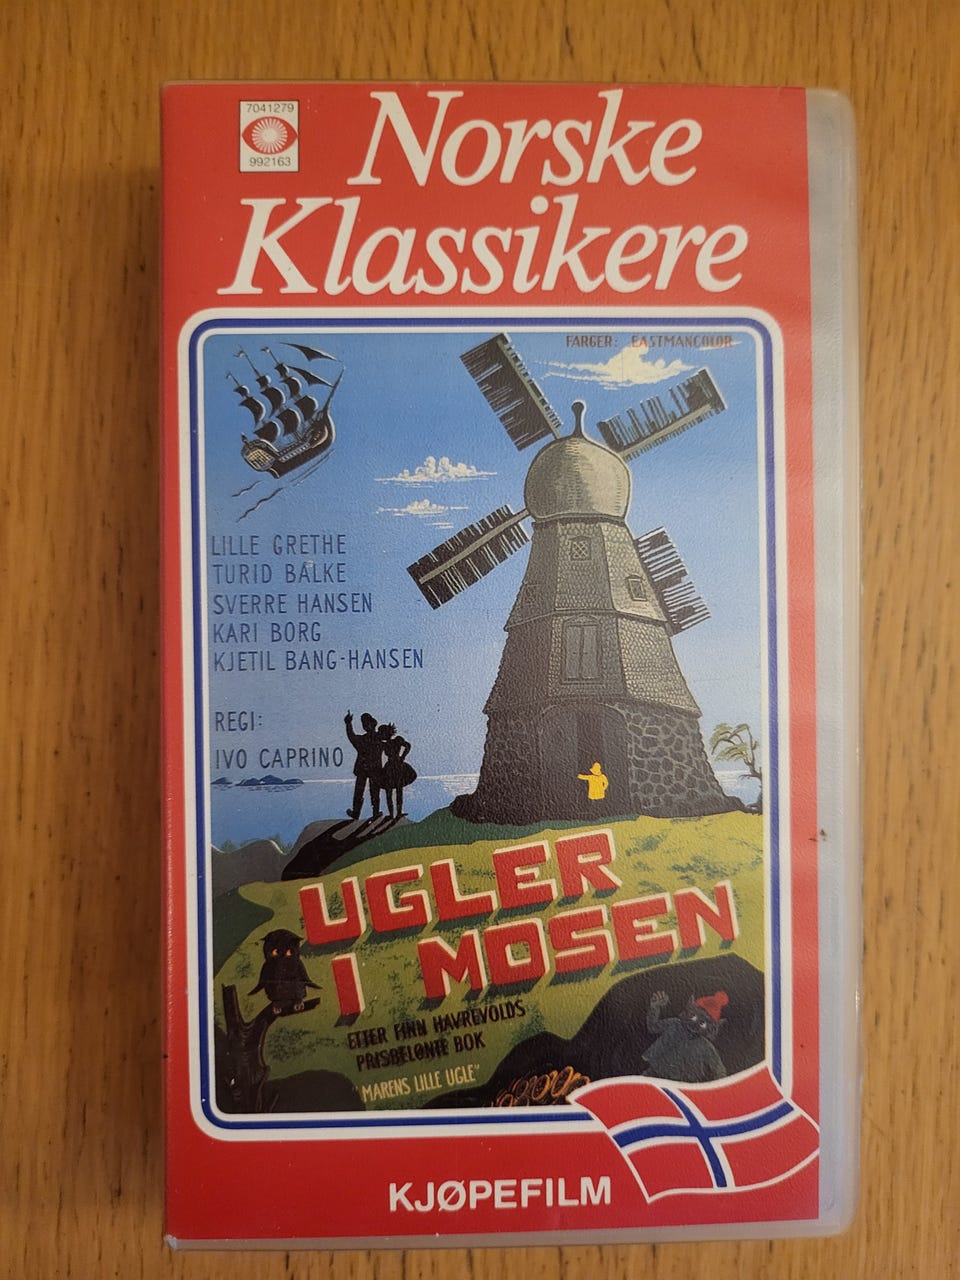 7041279
992163
Norske
Klassikere
FARGER: EASTMANCOLOR
LILLE GRETHE
TURID BALKE
SVERRE HANSEN
KARI BORG
KJETIL BANG-HANSEN
REGI:
IVO CAPRINO
UGLER
I MOSEN
ETTER FINN HAVREVOLDS
PRISBELØNTE BOK
"MARENS LILLE UGLE"
KJØPEFILM